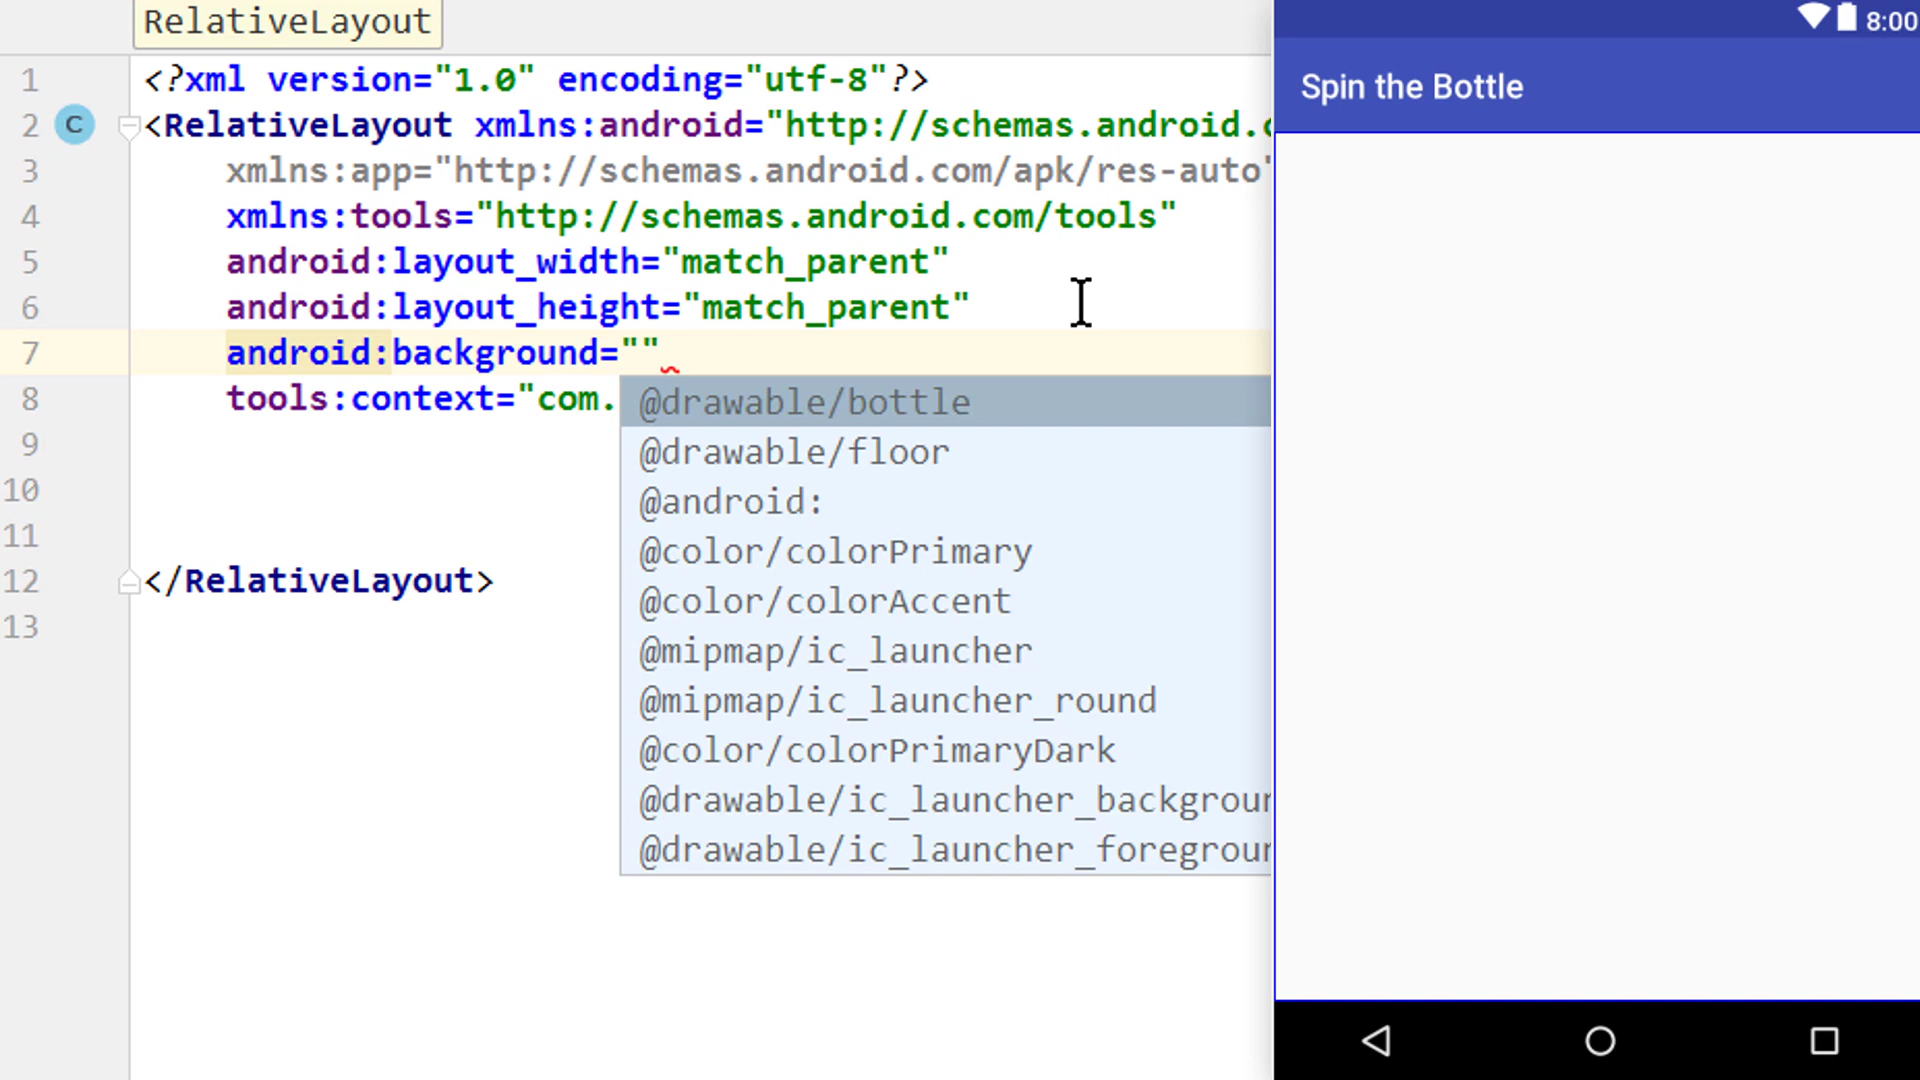 RelativeLayout
1 <?xml version="1.0" encoding="utf-8"?>
2 C <RelativeLayout xmlns:android="http://schemas.android.
3 xmlns:app="http://schemas.android.com/apk/res-auto"
4 xmlns:tools="http://schemas.android.com/tools"
5 android:layout_width="match_parent"
6 android:layout_height="match_parent"
7 android:background=""
8 tools:context="com.
9
10
11
12 </RelativeLayout>
13
@drawable/bottle
@drawable/floor
@android:
@color/colorPrimary
@color/colorAccent
@mipmap/ic_launcher
@mipmap/ic_launcher_round
@color/colorPrimaryDark
@drawable/ic_launcher_backgroun
@drawable/ic_launcher_foregroun
8:00
Spin the Bottle